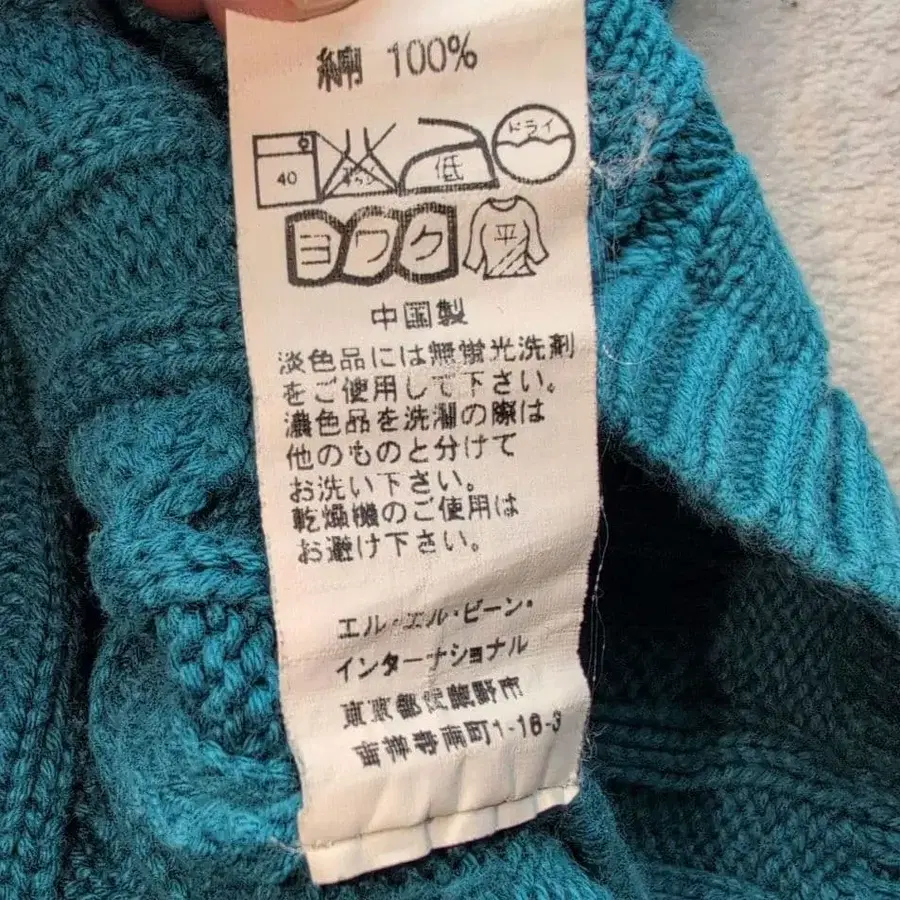 綿 100%
40
低
ドライ
ヨワク
平
中国製
淡色品には無蛍光洗剤
をご使用して下さい。
濃色品を洗濯の際は
他のものと分けて
お洗い下さい。
乾燥機のご使用は
お避け下さい。
エル・エル・ビーン・
インターナショナル
東京都武蔵野市
南町1-16-3